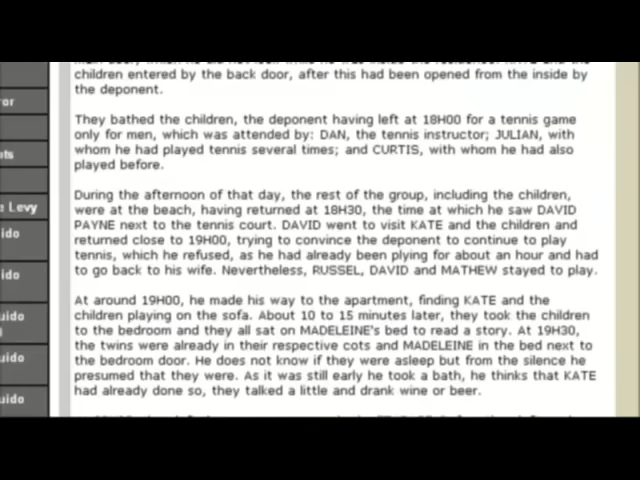 children entered by the back door, after this had been opened from the inside by
the deponent.
They bathed the children, the deponent having left at 18H00 for a tennis game
only for men, which was attended by: DAN, the tennis instructor; JULIAN, with
whom he had played tennis several times; and CURTIS, with whom he had also
played before.
During the afternoon of that day, the rest of the group, including the children,
were at the beach, having returned at 18H30, the time at which he saw DAVID
PAYNE next to the tennis court. DAVID went to visit KATE and the children and
returned close to 19H00, trying to convince the deponent to continue to play
tennis, which he refused, as he had already been plying for about an hour and had
to go back to his wife. Nevertheless, RUSSEL, DAVID and MATHEW stayed to play.
At around 19H00, he made his way to the apartment, finding KATE and the
children playing on the sofa. About 10 to 15 minutes later, they took the children
to the bedroom and they all sat on MADELEINE's bed to read a story. At 19H30,
the twins were already in their respective cots and MADELEINE in the bed next to
the bedroom door. He does not know if they were asleep but from the silence he
presumed that they were. As it was still early he took a bath, he thinks that KATE
had already done so, they talked a little and drank wine or beer.
ror
ots
e Levy
ido
ido
uido
uido
uido